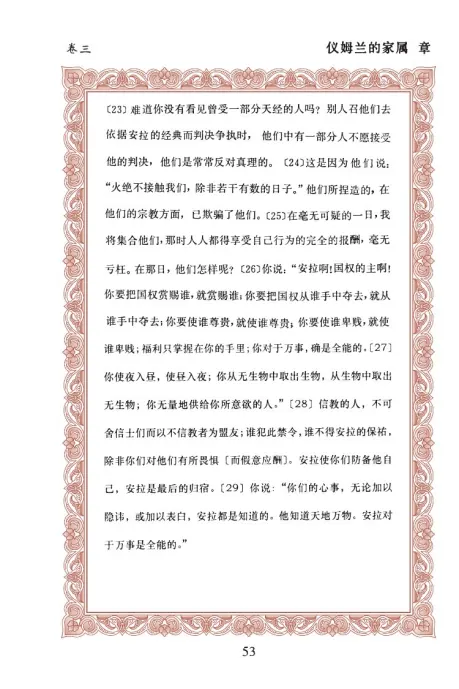 卷三
仪姆兰的家属 章
〔23〕难道你没有看见曾受一部分天经的人吗？别人召他们去
依据安拉的经典而判决争执时，他们中有一部分人不愿接受
他的判决，他们是常常反对真理的。〔24〕这是因为他们说：
“火绝不接触我们，除非若干有数的日子。”他们所捏造的，在
他们的宗教方面，已欺骗了他们。〔25〕在毫无可疑的一日，我
将集合他们，那时人人都得享受自己行为的完全的报酬，毫无
亏枉。在那日，他们怎样呢？〔26〕你说：“安拉啊！国权的主啊！
你要把国权赏赐谁，就赏赐谁；你要把国权从谁手中夺去，就从
谁手中夺去；你要使谁尊贵，就使谁尊贵；你要使谁卑贱，就使
谁卑贱；福利只掌握在你的手里；你对于万事，确是全能的。〔27〕
你使夜入昼，使昼入夜；你从无生物中取出生物，从生物中取出
无生物；你无量地供给你所意欲的人。”〔28〕信教的人，不可
舍信士们而以不信教者为盟友；谁犯此禁令，谁不得安拉的保祐，
除非你们对他们有所畏惧〔而假意应酬〕。安拉使你们防备他自
己，安拉是最后的归宿。〔29〕你说：“你们的心事，无论加以
隐讳，或加以表白，安拉都是知道的。他知道天地万物。安拉对
于万事是全能的。”
53